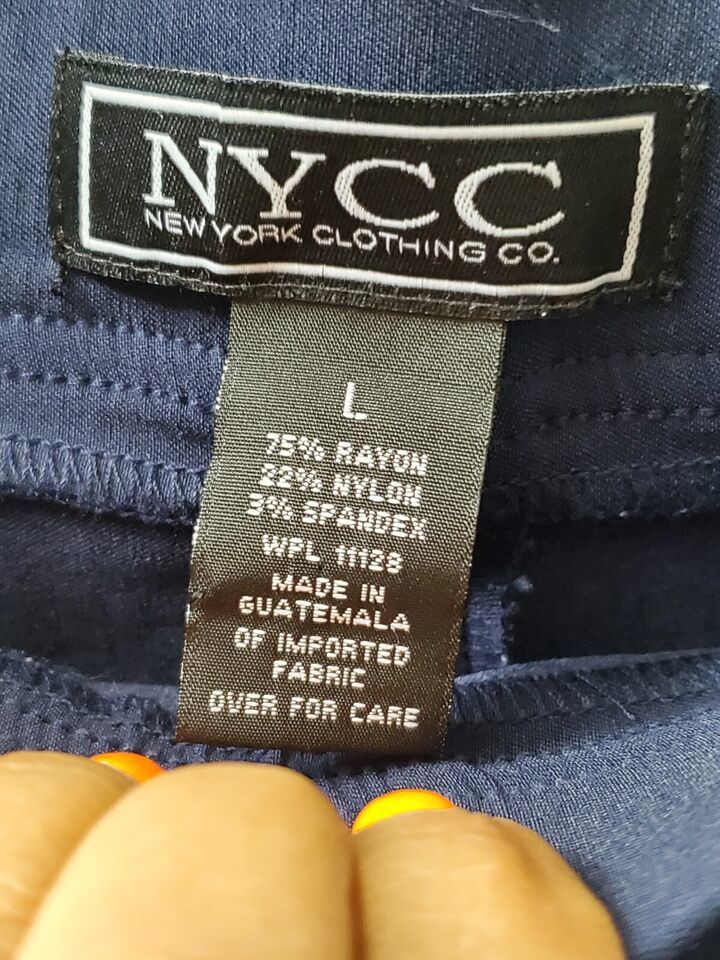 NYCC
NEW YORK CLOTHING CO.
L
75% RAYON
22% NYLON
3% SPANDEX
WPL 11128
MADE IN
GUATEMALA
OF IMPORTED
FABRIC
OVER FOR CARE